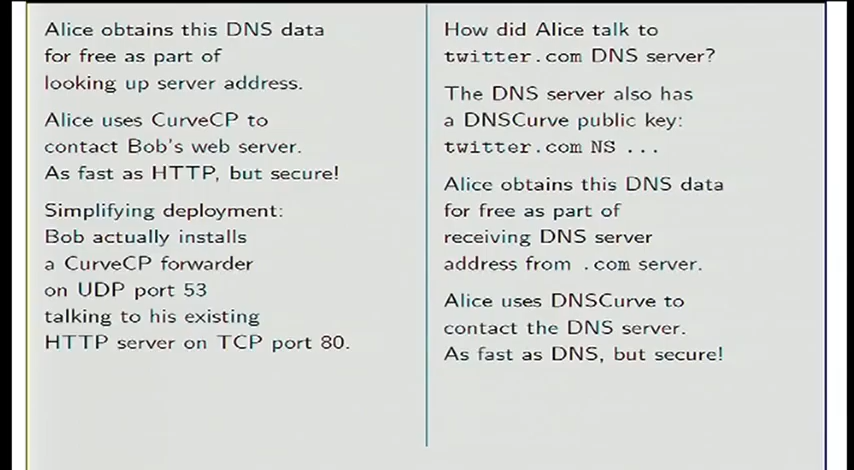 Alice obtains this DNS data
for free as part of
looking up server address.
Alice uses CurveCP to
contact Bob's web server.
As fast as HTTP, but secure!
Simplifying deployment:
Bob actually installs
a CurveCP forwarder
on UDP port 53
talking to his existing
HTTP server on TCP port 80.
How did Alice talk to
twitter.com DNS server?
The DNS server also has
a DNSCurve public key:
twitter.com NS ...
Alice obtains this DNS data
for free as part of
receiving DNS server
address from .com server.
Alice uses DNSCurve to
contact the DNS server.
As fast as DNS, but secure!